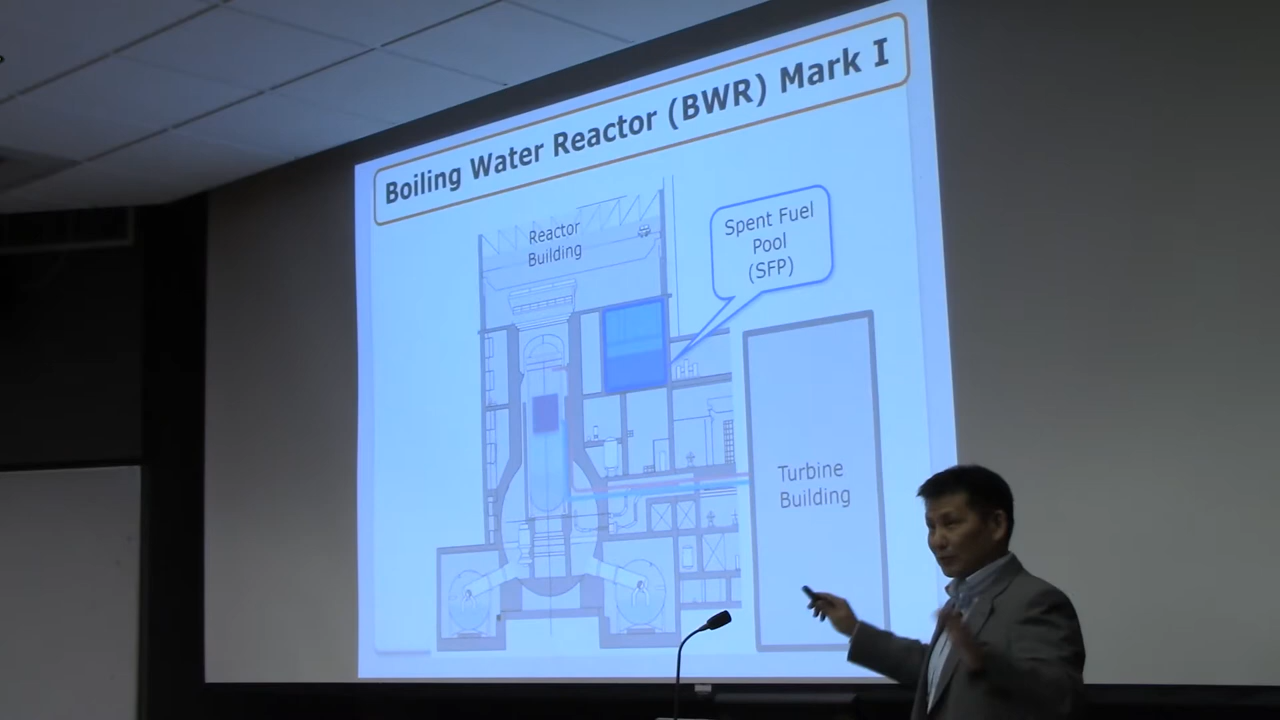 Boiling Water Reactor (BWR) Mark I
Reactor
Building
Spent Fuel
Pool
(SFP)
Turbine
Building